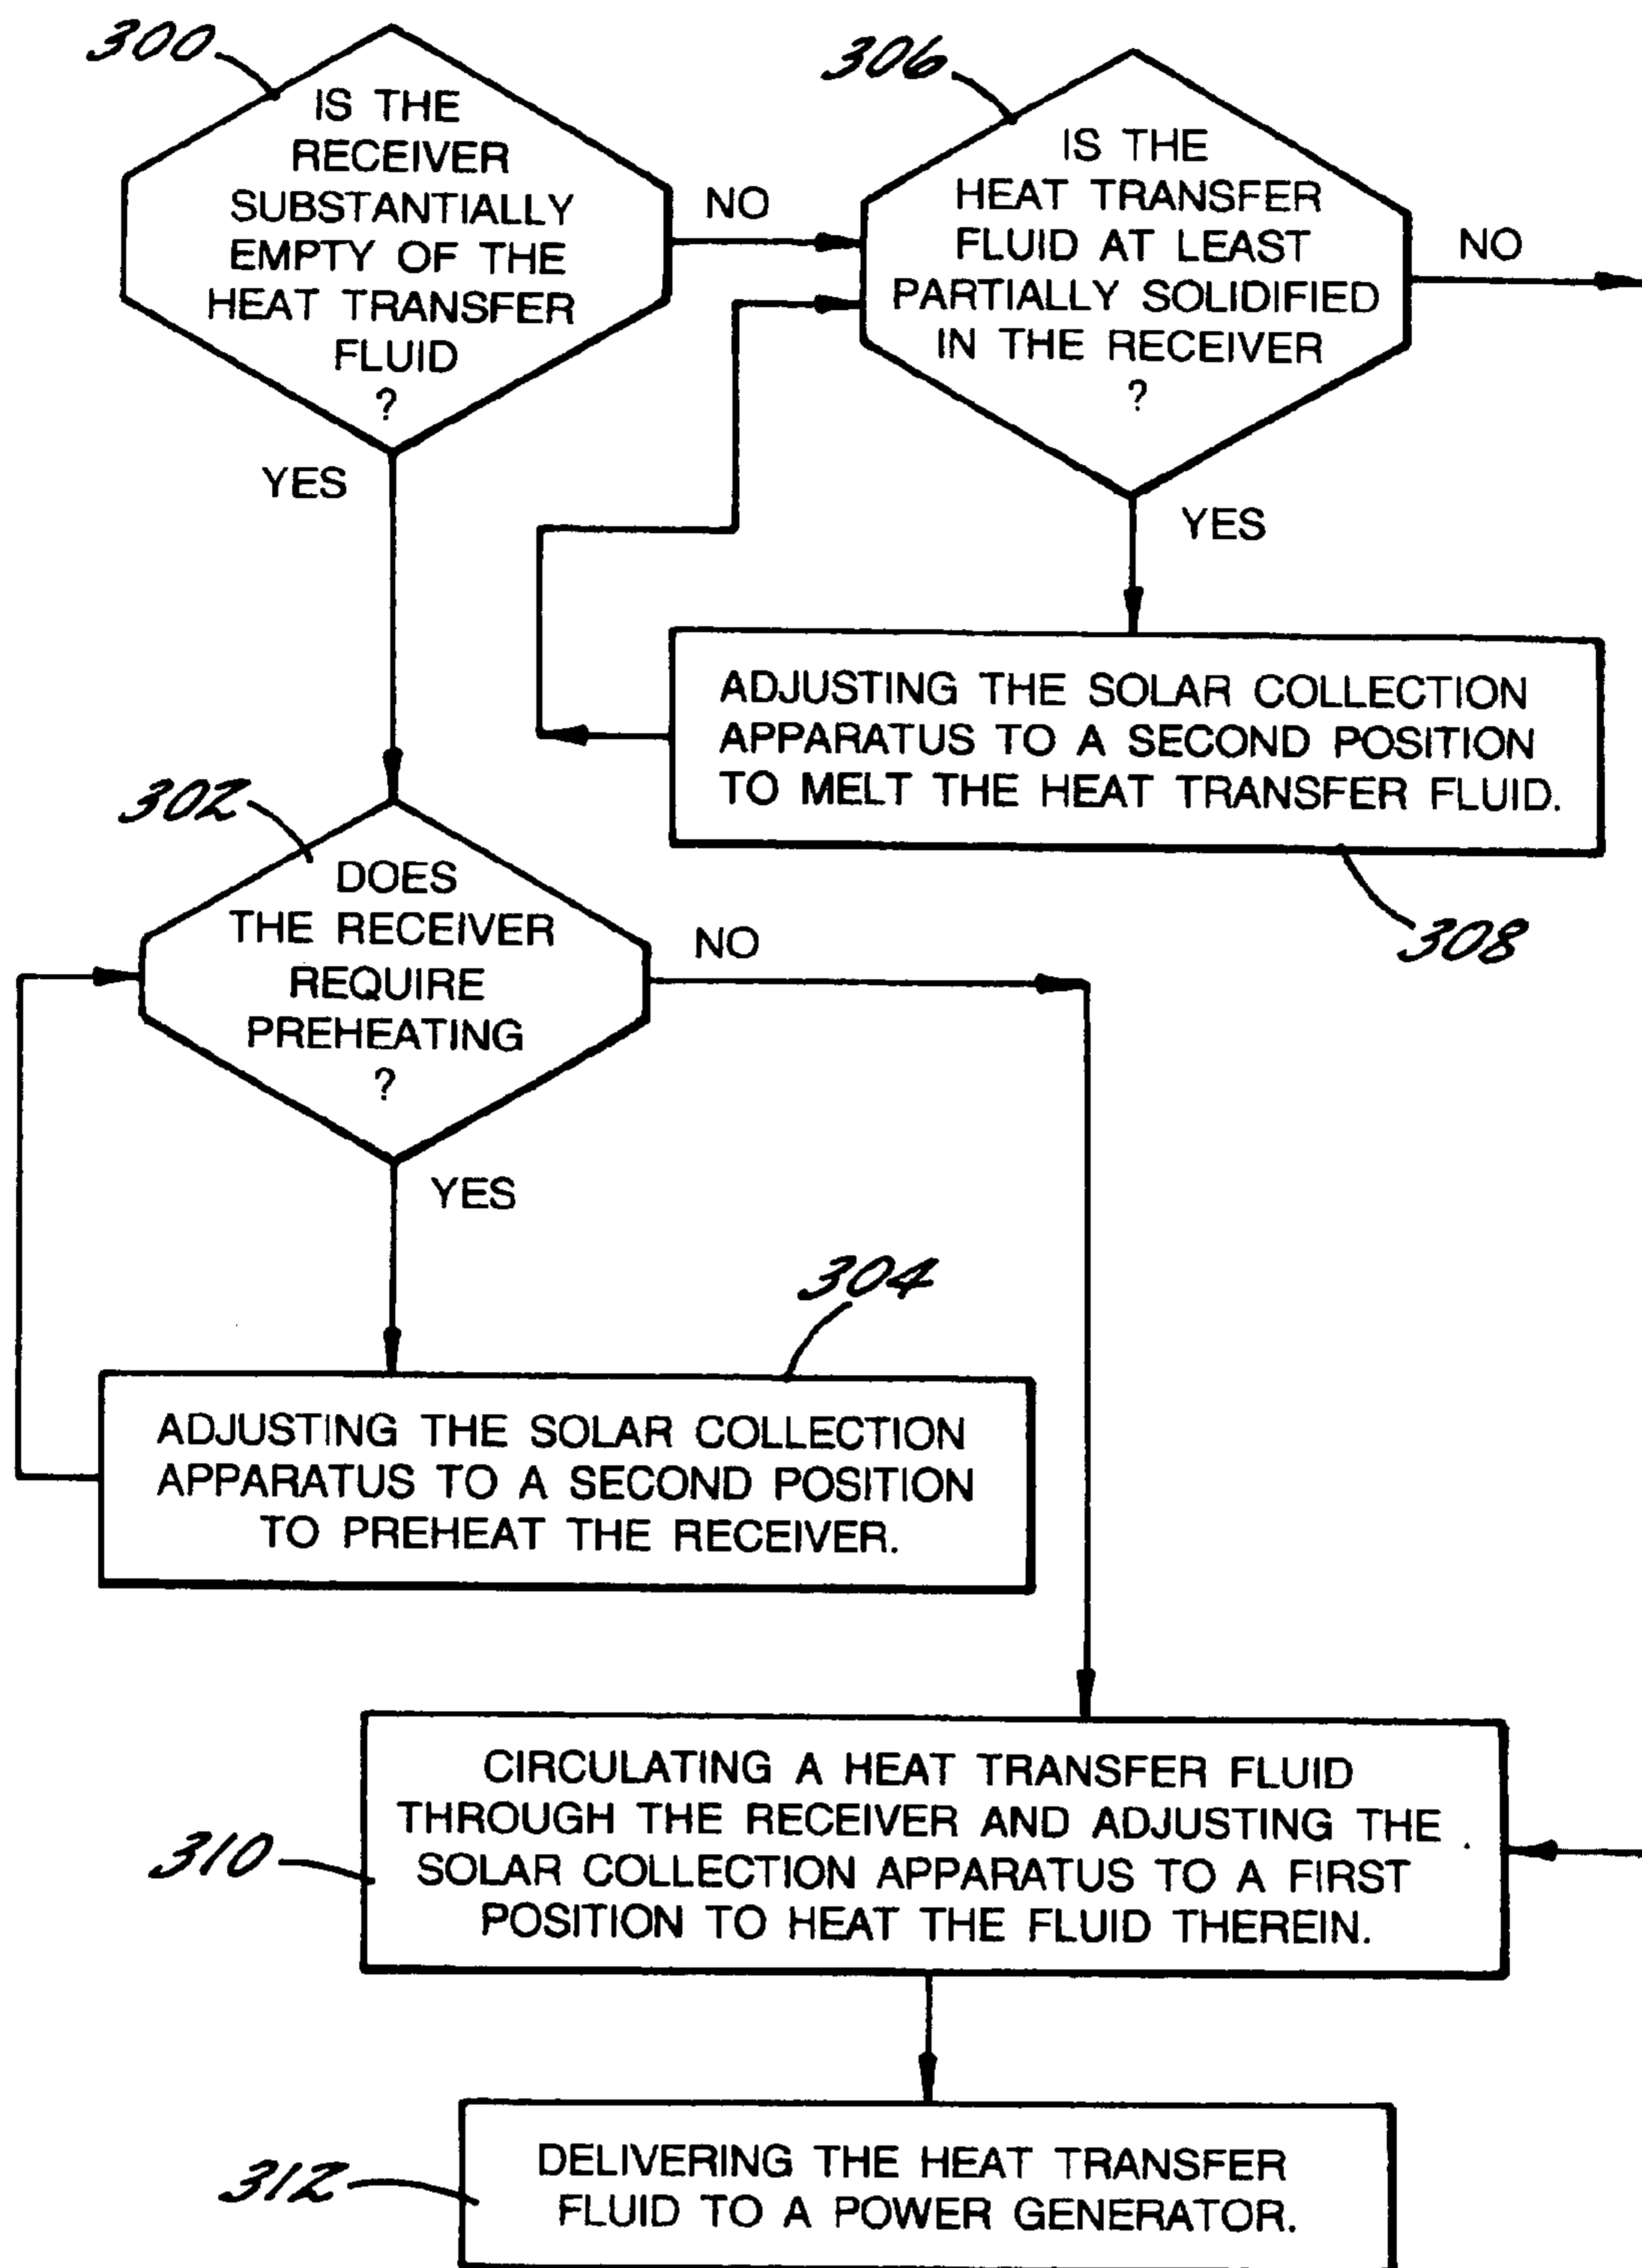 300
IS THE
RECEIVER
SUBSTANTIALLY
EMPTY OF THE
HEAT TRANSFER
FLUID
?
NO
YES
306
IS THE
HEAT TRANSFER
FLUID AT LEAST
PARTIALLY SOLIDIFIED
IN THE RECEIVER
?
NO
YES
ADJUSTING THE SOLAR COLLECTION
APPARATUS TO A SECOND POSITION
TO MELT THE HEAT TRANSFER FLUID.
308
302
DOES
THE RECEIVER
REQUIRE
PREHEATING
?
NO
YES
304
ADJUSTING THE SOLAR COLLECTION
APPARATUS TO A SECOND POSITION
TO PREHEAT THE RECEIVER.
310
CIRCULATING A HEAT TRANSFER FLUID
THROUGH THE RECEIVER AND ADJUSTING THE
SOLAR COLLECTION APPARATUS TO A FIRST
POSITION TO HEAT THE FLUID THEREIN.
312
DELIVERING THE HEAT TRANSFER
FLUID TO A POWER GENERATOR.